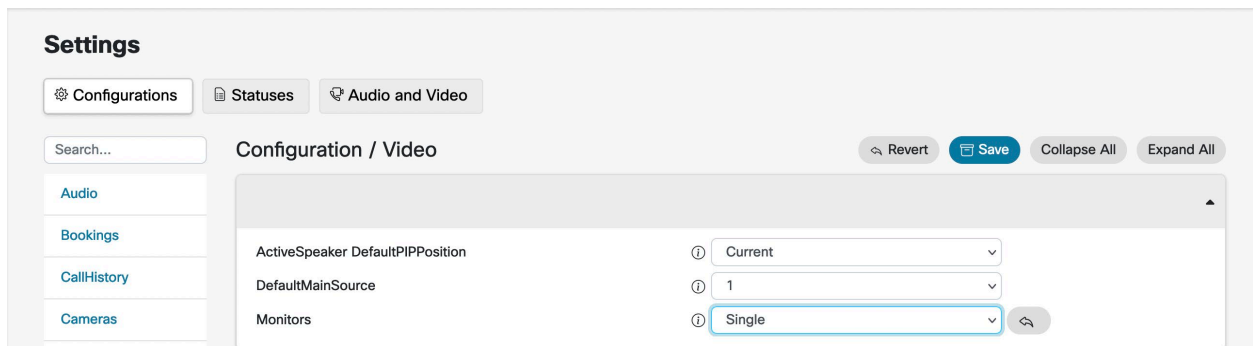 Settings
Configurations Statuses Audio and Video
Search... Configuration / Video Revert Save Collapse All Expand All
Audio
Bookings
ActiveSpeaker DefaultPIPPosition Current
CallHistory
DefaultMainSource 1
Cameras
Monitors Single